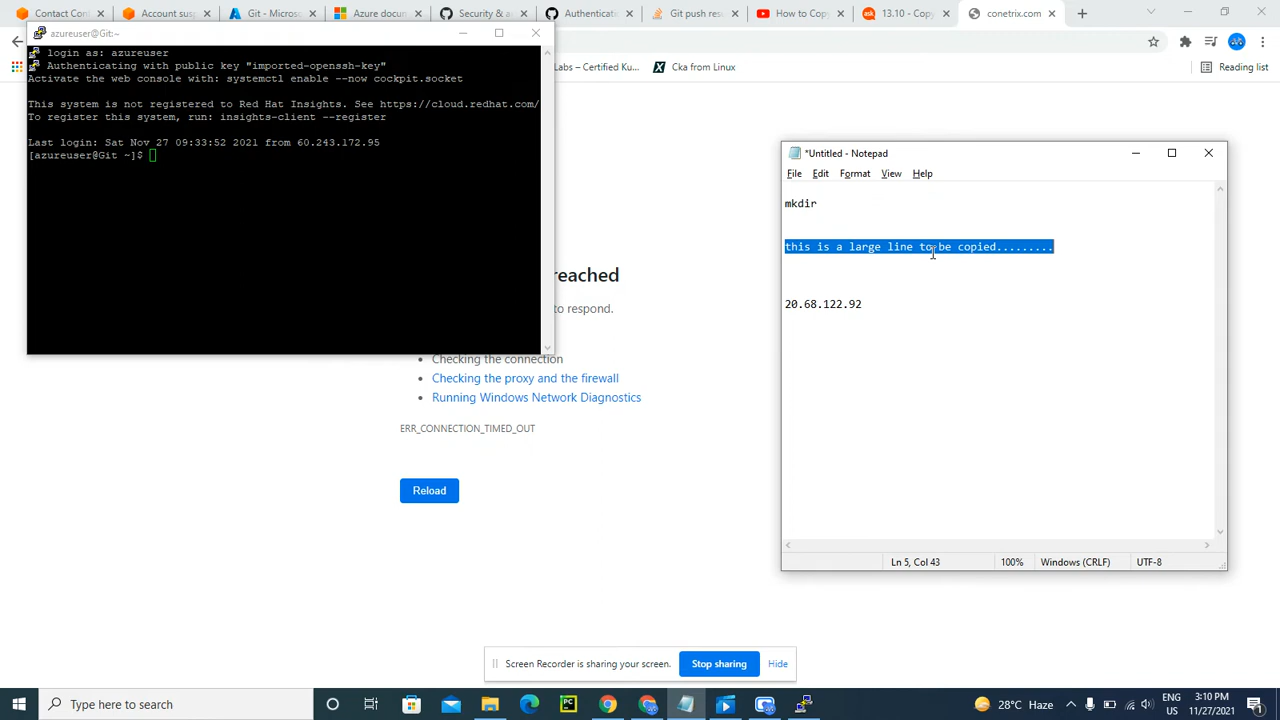 Contact Con
Account susp
Git - Micros
Azure docun
Security & a
Authenticati
Git push res
How to Cop
13.10 - Co
sonetrix.com
Labs – Certified Ku...
Cka from Linux
Reading list
azureuser@Git:~
login as: azureuser
Authenticating with public key "imported-openssh-key"
Activate the web console with: systemctl enable --now cockpit.socket
This system is not registered to Red Hat Insights. See https://cloud.redhat.com/
To register this system, run: insights-client --register
Last login: Sat Nov 27 09:33:52 2021 from 60.243.172.95
[azureuser@Git ~]$
*Untitled - Notepad
File Edit Format View Help
mkdir
this is a large line to be copied.........
20.68.122.92
Ln 5, Col 43 100% Windows (CRLF) UTF-8
reached
to respond.
Checking the connection
Checking the proxy and the firewall
Running Windows Network Diagnostics
ERR_CONNECTION_TIMED_OUT
Reload
Screen Recorder is sharing your screen. Stop sharing Hide
Type here to search
PC
28°C Haze
ENG
US
3:10 PM
11/27/2021